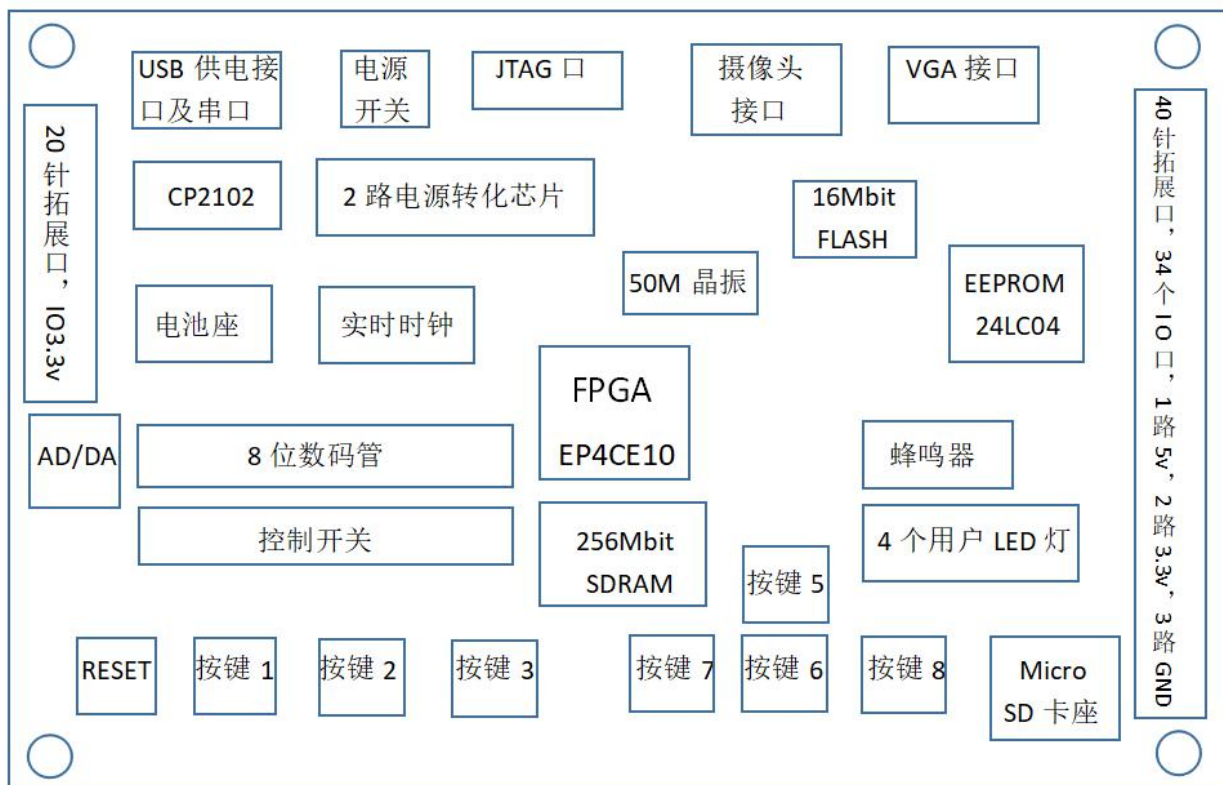 USB 供电接
口及串口
电源
开关
JTAG 口
摄像头
接口
VGA 接口
20 针拓展口，IO3.3v
40 针拓展口，34 个 IO 口，1 路 5v，2 路 3.3v，3 路 GND
CP2102
2 路电源转化芯片
16Mbit
FLASH
50M 晶振
EEPROM
24LC04
电池座
实时时钟
FPGA
EP4CE10
AD/DA
8 位数码管
蜂鸣器
控制开关
256Mbit
SDRAM
4 个用户 LED 灯
按键 5
RESET
按键 1
按键 2
按键 3
按键 7
按键 6
按键 8
Micro
SD 卡座